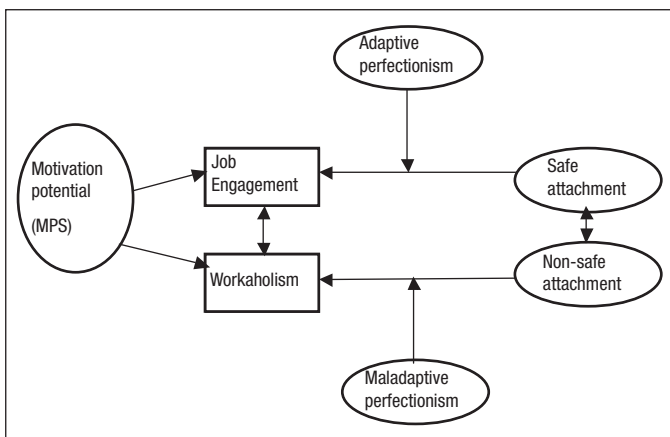 Adaptive
perfectionism
Motivation
potential
(MPS)
Job
Engagement
Safe
attachment
Workaholism
Non-safe
attachment
Maladaptive
perfectionism